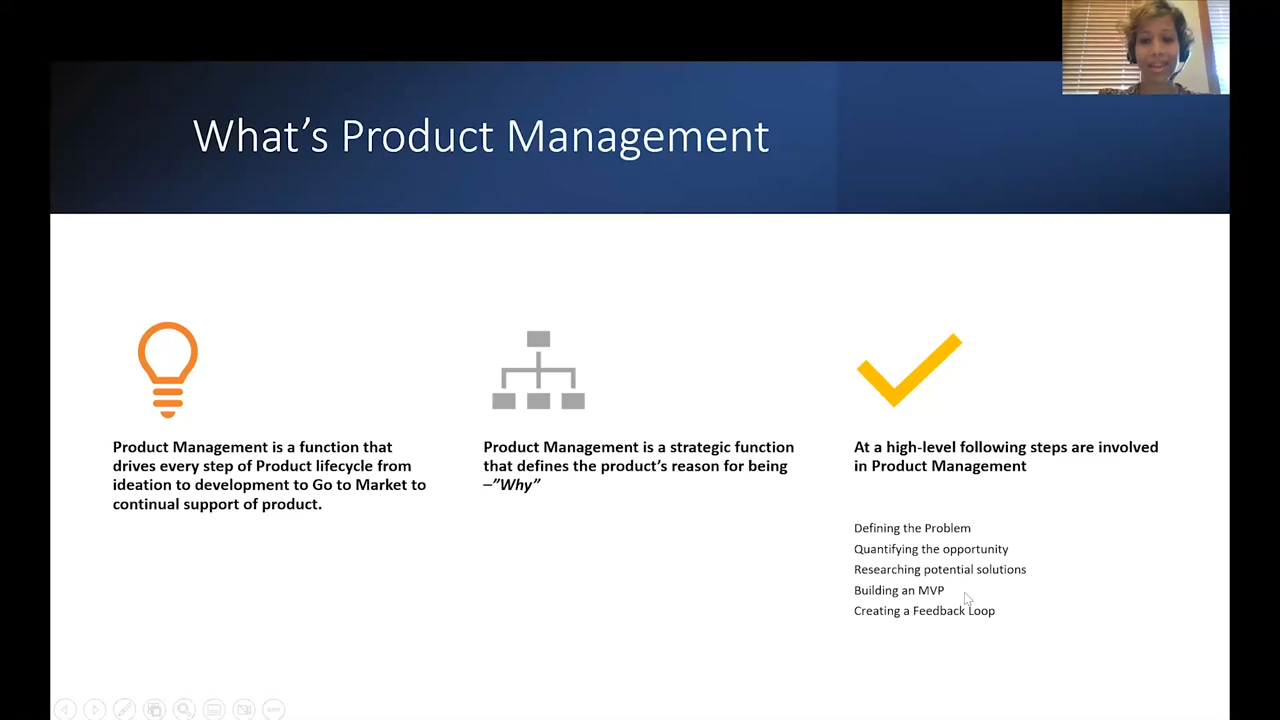 What's Product Management
Product Management is a function that
drives every step of Product lifecycle from
ideation to development to Go to Market to
continual support of product.
Product Management is a strategic function
that defines the product's reason for being
–"Why"
At a high-level following steps are involved
in Product Management
Defining the Problem
Quantifying the opportunity
Researching potential solutions
Building an MVP
Creating a Feedback Loop